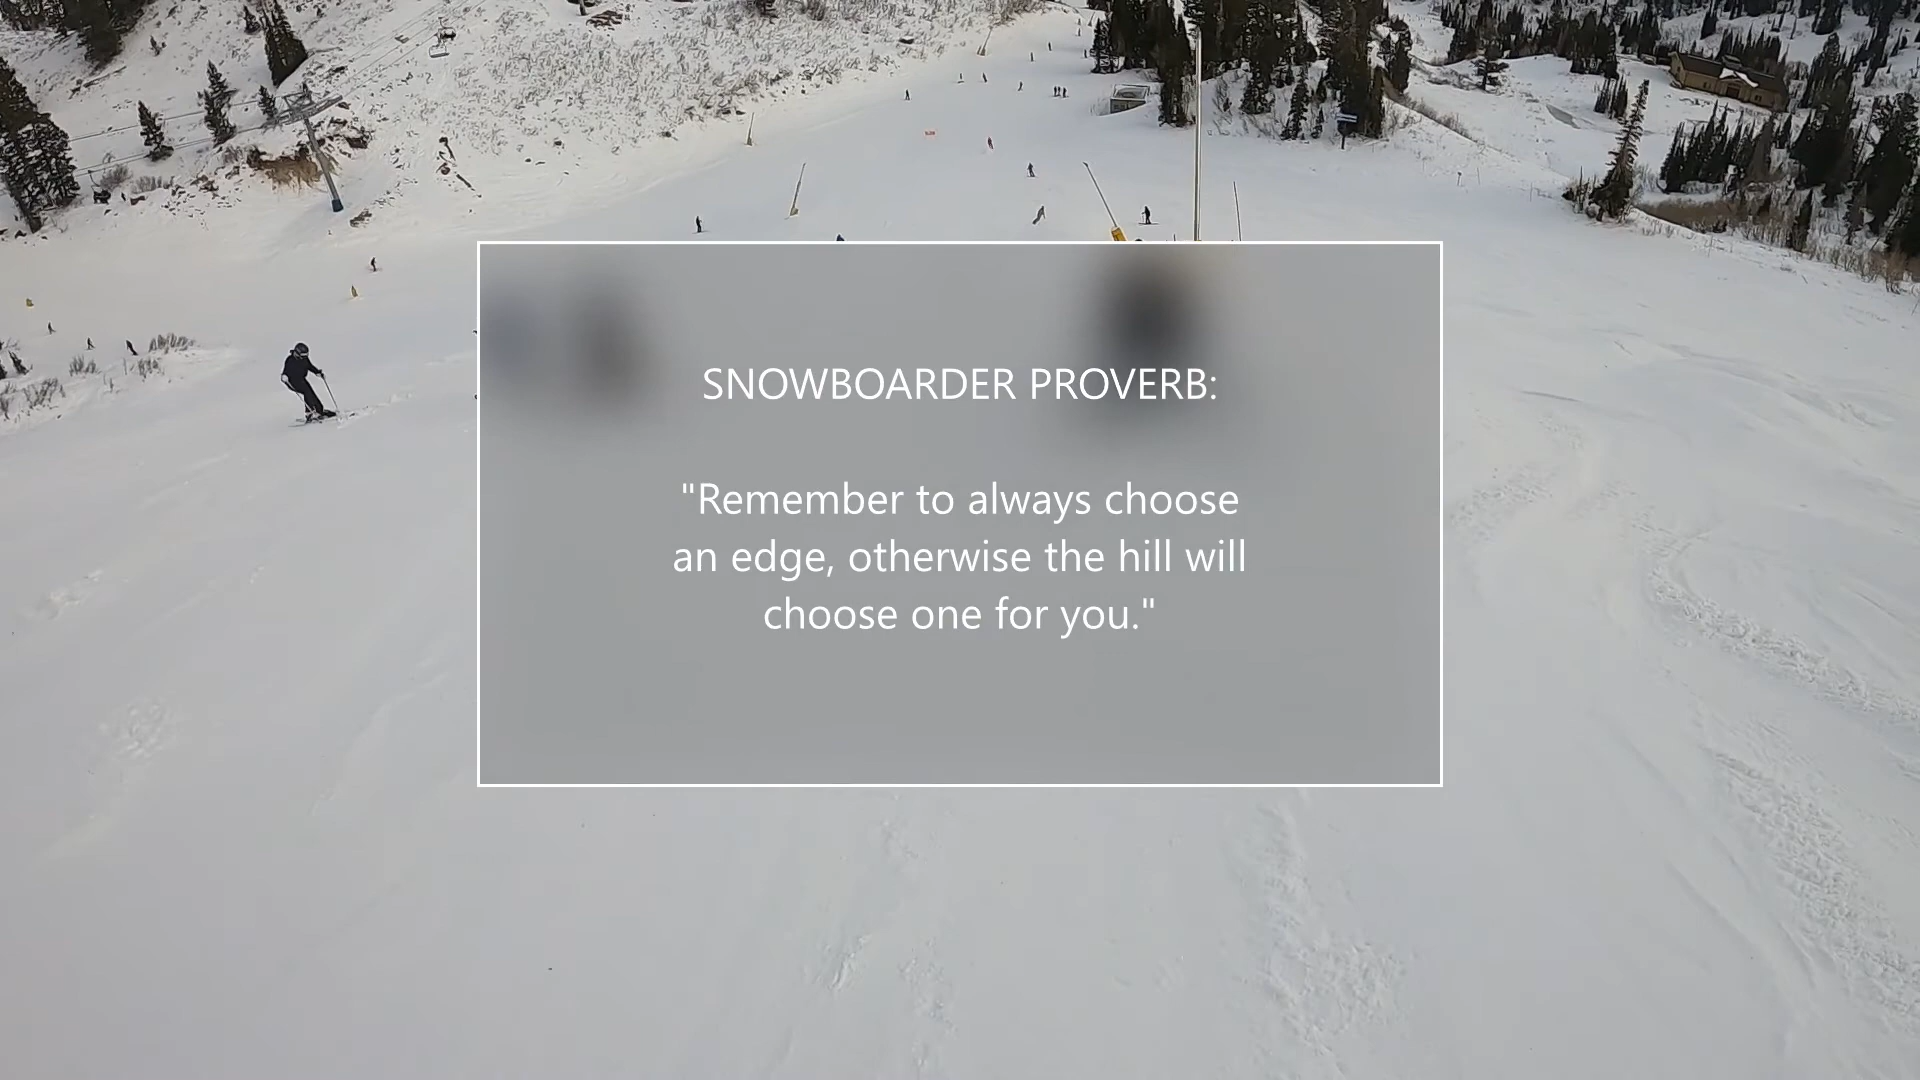 SNOWBOARDER PROVERB:
"Remember to always choose
an edge, otherwise the hill will
choose one for you."